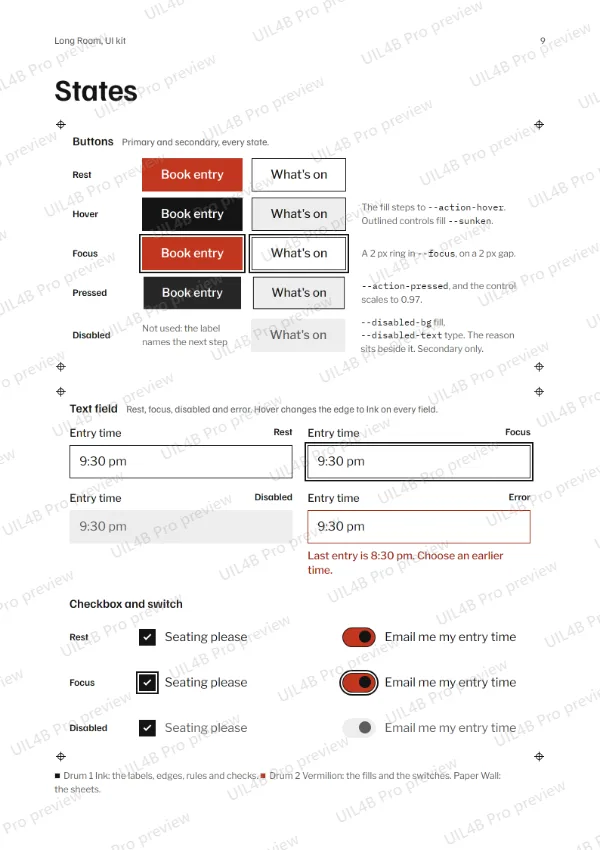 Long Room, UI kit
9
States
Buttons Primary and secondary, every state.
Rest
Book entry
What's on
Hover
Book entry
What's on
The fill steps to --action-hover.
Outlined controls fill --sunken.
Focus
Book entry
What's on
A 2 px ring in --focus, on a 2 px gap.
Pressed
Book entry
What's on
--action-pressed, and the control
scales to 0.97.
Disabled
Not used: the label
names the next step
What's on
--disabled-bg fill,
--disabled-text type. The reason
sits beside it. Secondary only.
Text field Rest, focus, disabled and error. Hover changes the edge to Ink on every field.
Entry time
Rest
Entry time
Focus
9:30 pm
9:30 pm
Entry time
Disabled
Entry time
Error
9:30 pm
9:30 pm
Last entry is 8:30 pm. Choose an earlier
time.
Checkbox and switch
Rest
Seating please
Email me my entry time
Focus
Seating please
Email me my entry time
Disabled
Seating please
Email me my entry time
Drum 1 Ink: the labels, edges, rules and checks. Drum 2 Vermilion: the fills and the switches. Paper Wall:
the sheets.
UIL4B Pro preview